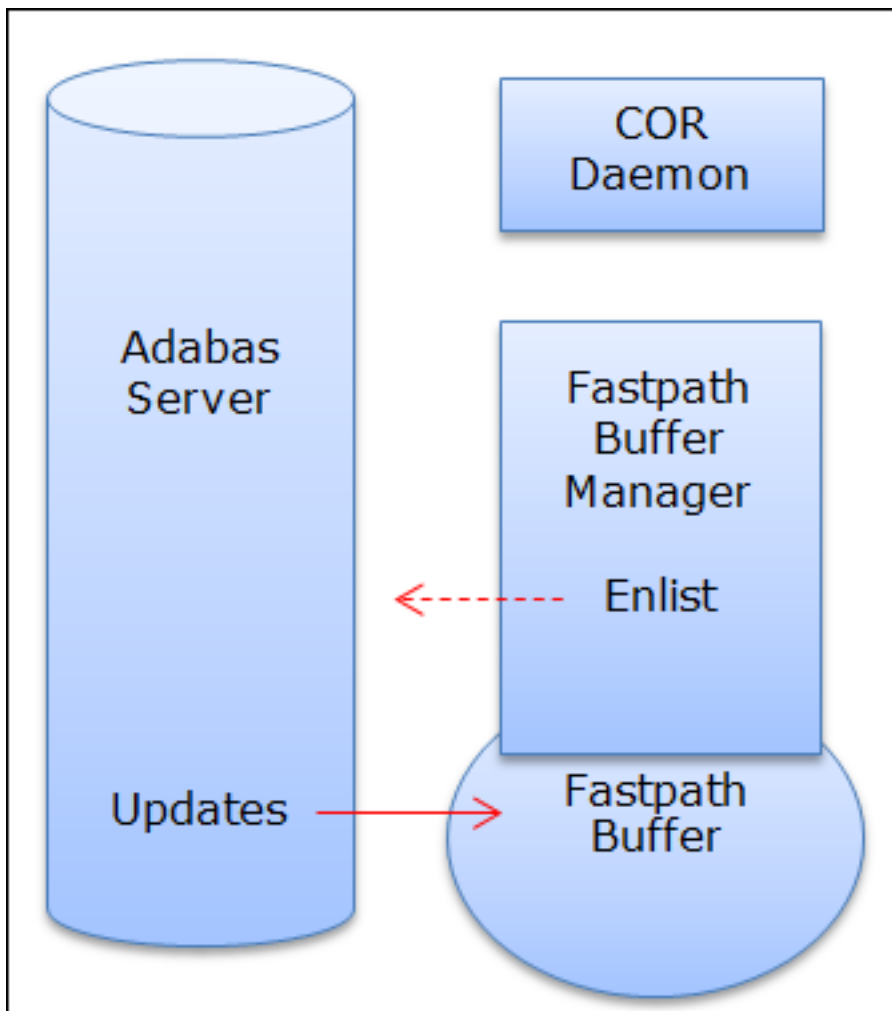 COR
Daemon
Adabas
Server
Fastpath
Buffer
Manager
Enlist
Updates
Fastpath
Buffer